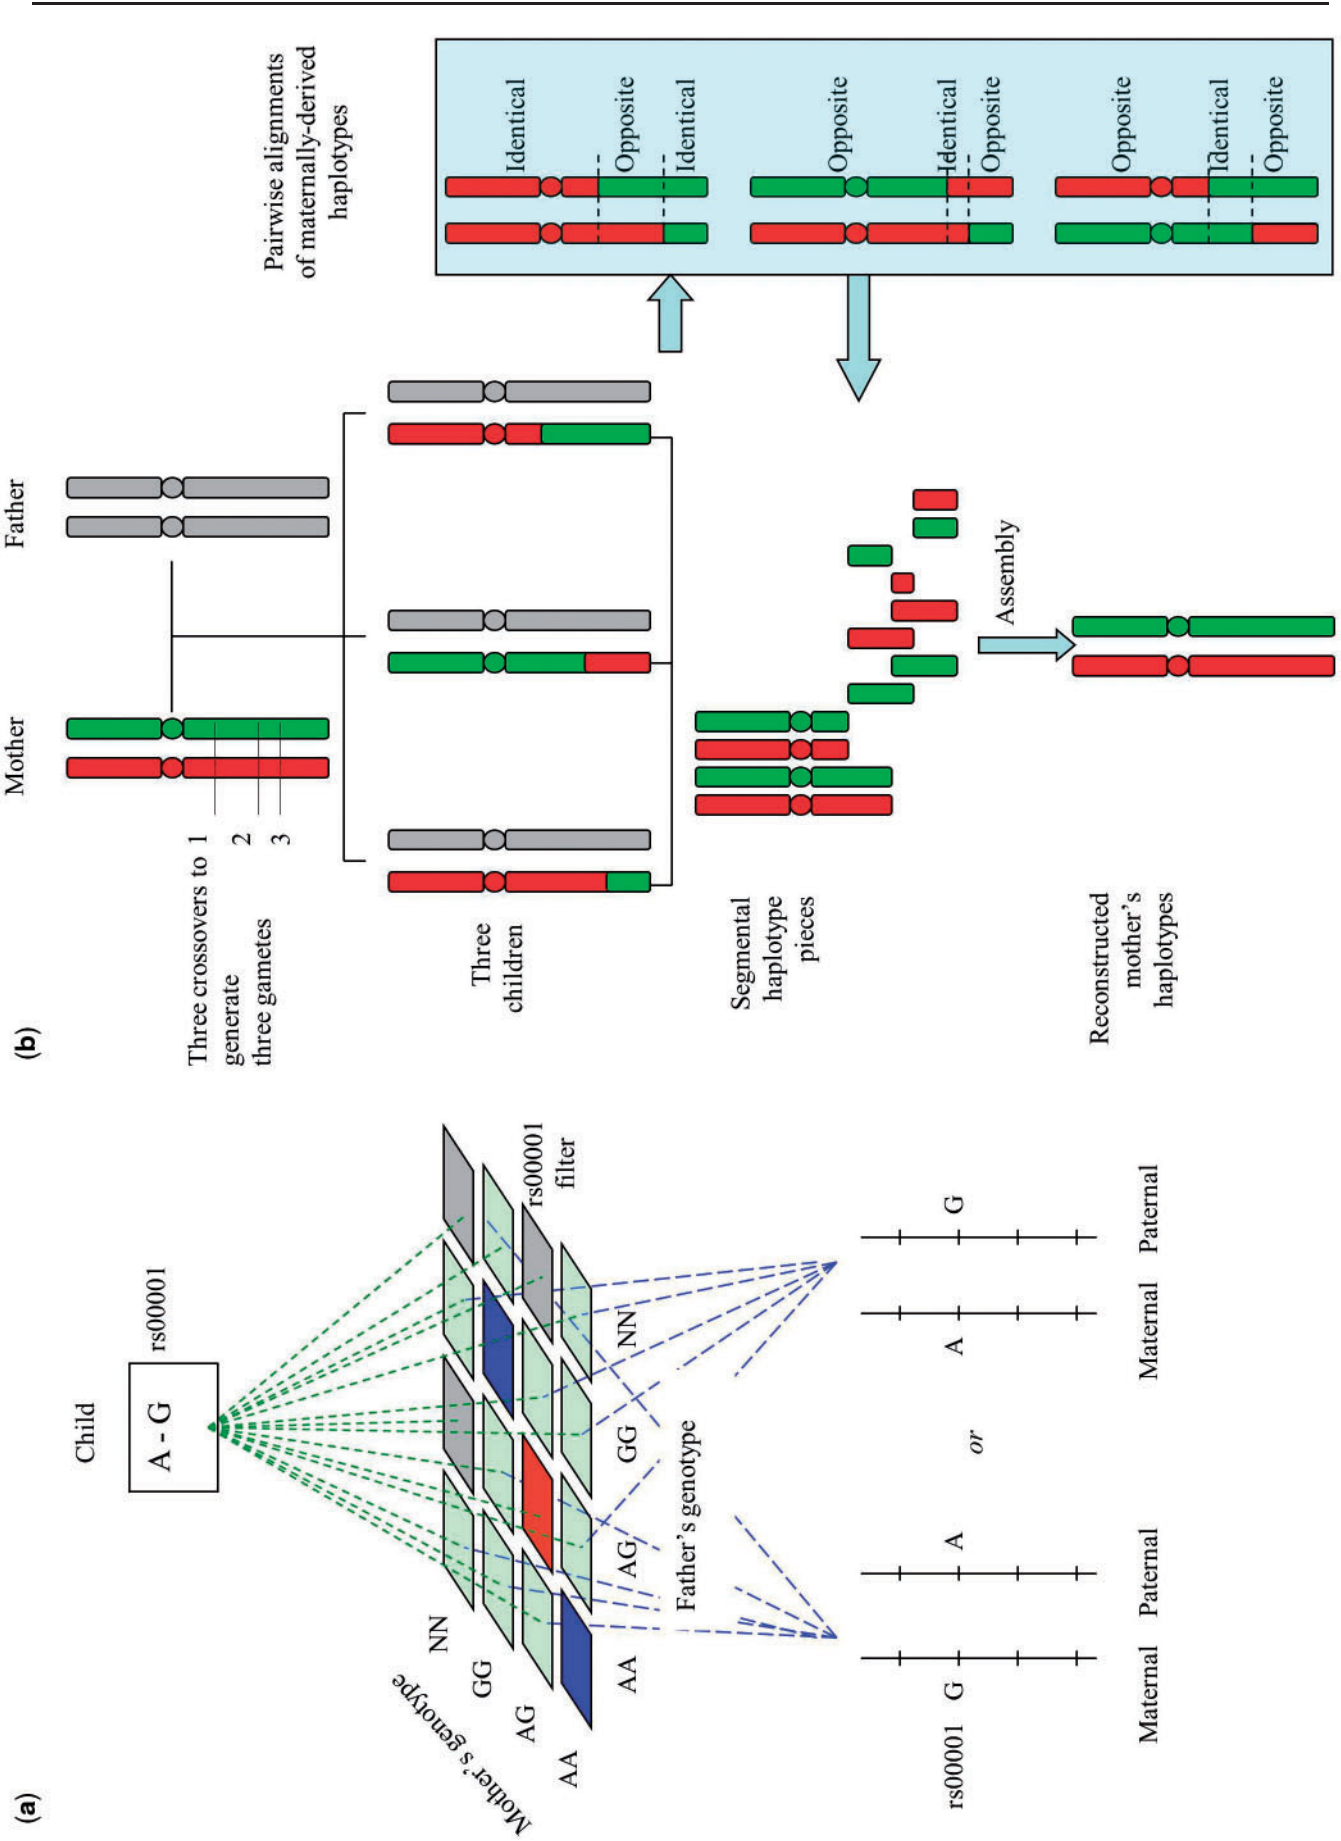 (a)
Child
A - G
rs00001
rs00001
filter
Mother's genotype
NN
GG
AG
AA
AA
AG
GG
NN
Father's genotype
rs00001
G
A
or
A
G
Maternal
Paternal
Maternal
Paternal
(b)
Mother
Father
Three crossovers to
generate
three gametes
1
2
3
Three
children
Pairwise alignments
of maternally-derived
haplotypes
Identical
Opposite
Identical
Opposite
Identical
Opposite
Opposite
Identical
Opposite
Segmental
haplotype
pieces
Assembly
Reconstructed
mother's
haplotypes